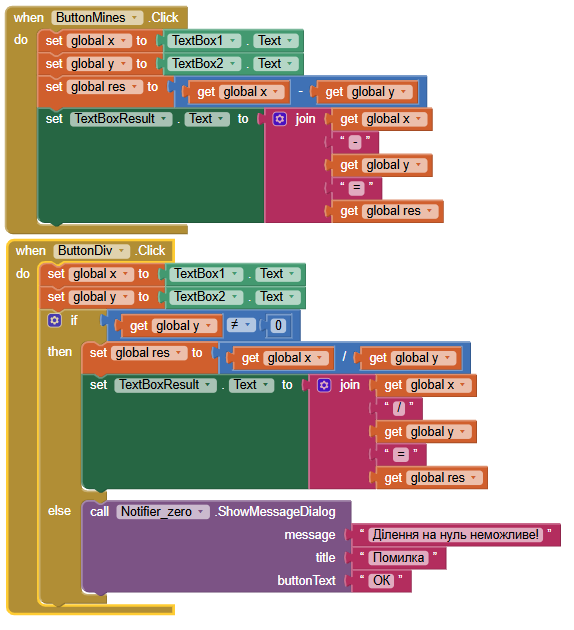 when ButtonMines .Click
do set global x to TextBox1 . Text
set global y to TextBox2 . Text
set global res to get global x - get global y
set TextBoxResult . Text to join get global x
" - "
get global y
" = "
get global res
when ButtonDiv .Click
do set global x to TextBox1 . Text
set global y to TextBox2 . Text
if get global y ≠ 0
then set global res to get global x / get global y
set TextBoxResult . Text to join get global x
" / "
get global y
" = "
get global res
else call Notifier_zero .ShowMessageDialog
message " Ділення на нуль неможливе! "
title " Помилка "
buttonText " ОК "